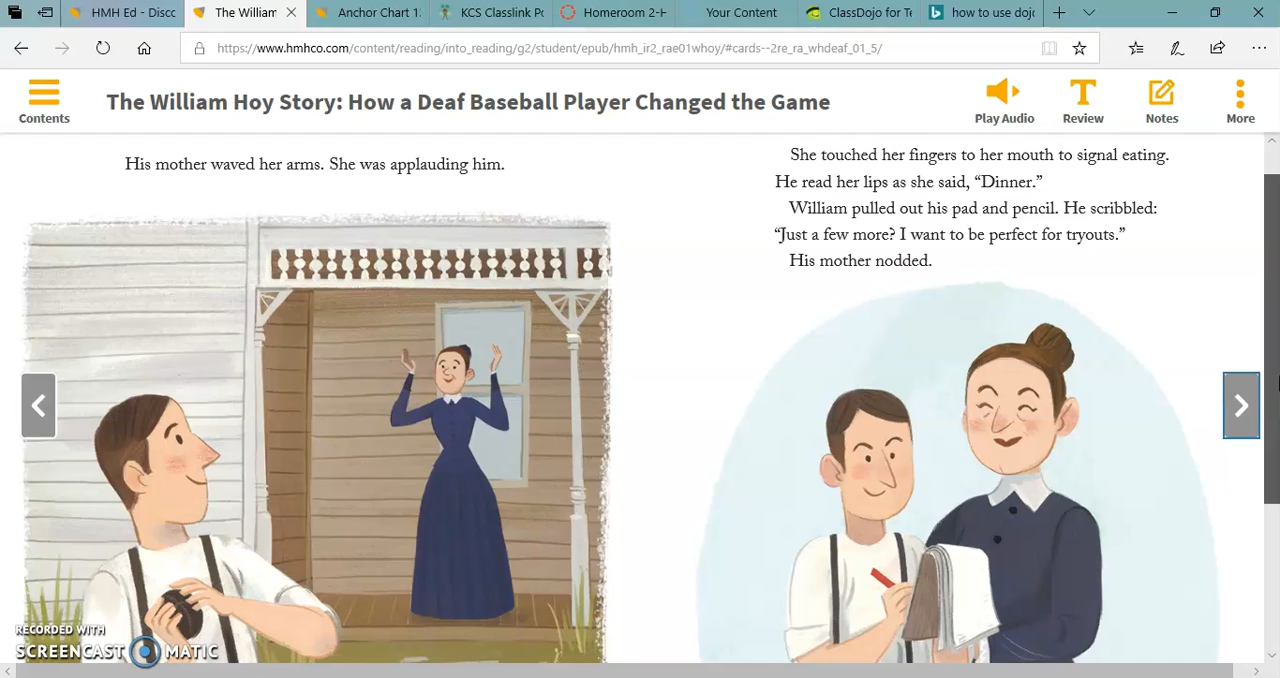 HMH Ed - Discc
The William
Anchor Chart 1.
KCS Classlink Po
Homeroom 2-H
Your Content
ClassDojo for Te
how to use dojo
https://www.hmhco.com/content/reading/into_reading/g2/student/epub/hmh_ir2_rae01whoy/#cards--2re_ra_whdeaf_01_5/
Contents
The William Hoy Story: How a Deaf Baseball Player Changed the Game
Play Audio
Review
Notes
More
His mother waved her arms. She was applauding him.
She touched her fingers to her mouth to signal eating.
He read her lips as she said, “Dinner.”
William pulled out his pad and pencil. He scribbled:
“Just a few more? I want to be perfect for tryouts.”
His mother nodded.
RECORDED WITH
SCREENCAST MATIC